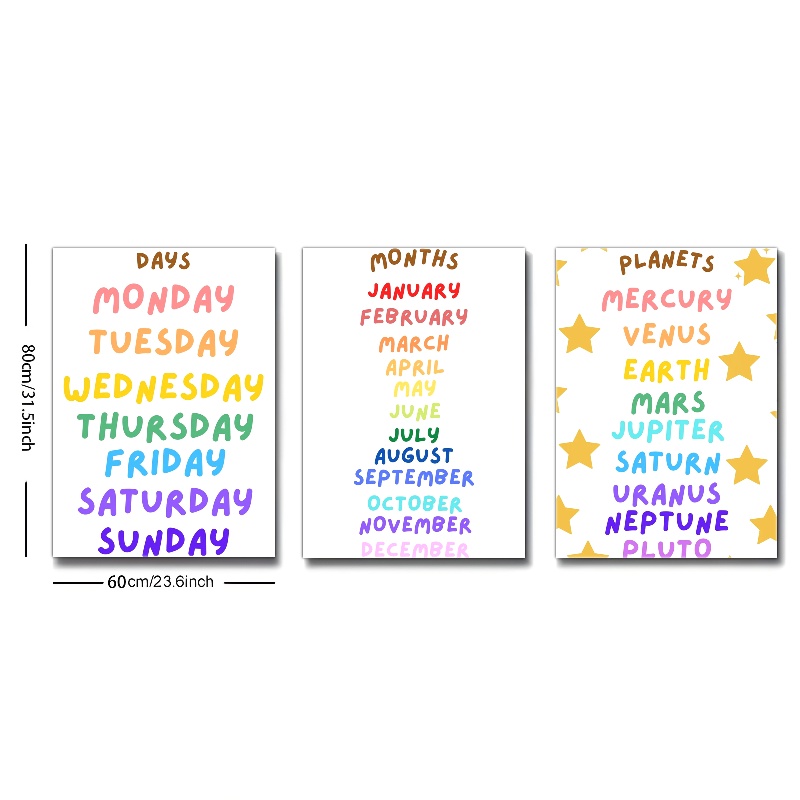 DAYS
MONDAY
TUESDAY
WEDNESDAY
THURSDAY
FRIDAY
SATURDAY
SUNDAY
MONTHS
JANUARY
FEBRUARY
MARCH
APRIL
MAY
JUNE
JULY
AUGUST
SEPTEMBER
OCTOBER
NOVEMBER
DECEMBER
PLANETS
MERCURY
VENUS
EARTH
MARS
JUPITER
SATURN
URANUS
NEPTUNE
PLUTO
80cm/31.5inch
60cm/23.6inch